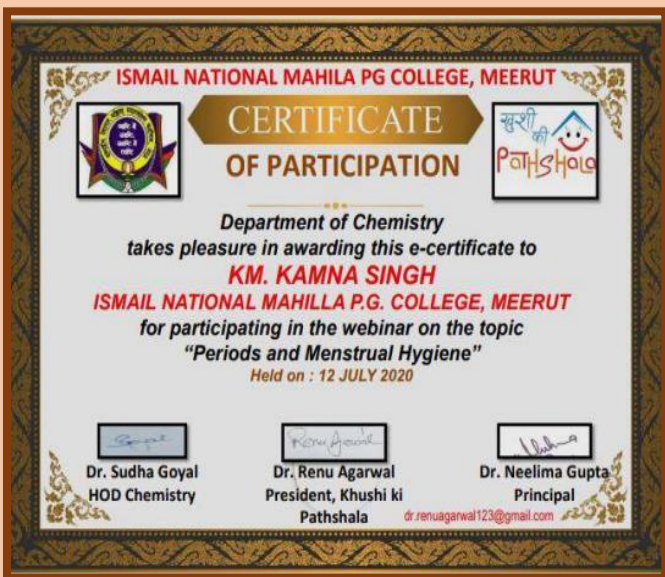 ISMAIL NATIONAL MAHILA PG COLLEGE, MEERUT
CERTIFICATE
OF PARTICIPATION
खुशी
की
PatHSHala
Department of Chemistry
takes pleasure in awarding this e-certificate to
KM. KAMNA SINGH
ISMAIL NATIONAL MAHILLA P.G. COLLEGE, MEERUT
for participating in the webinar on the topic
“Periods and Menstrual Hygiene”
Held on : 12 JULY 2020
Goyal
Renu Agarwal
Dr. Sudha Goyal
HOD Chemistry
Dr. Renu Agarwal
President, Khushi ki
Pathshala
Dr. Neelima Gupta
Principal
dr.renuagarwal123@gmail.com